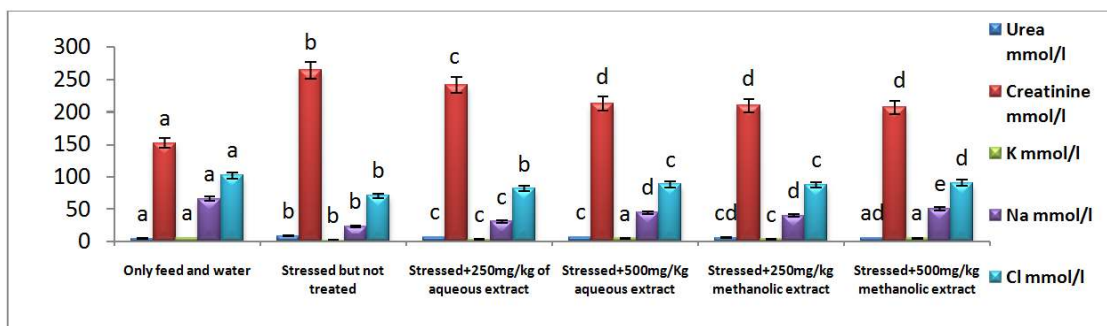 300
250
200
150
100
50
0
a a a a a
b b b b b
c c c c b
c d a d c
cd d c d c
ad d a e d
Only feed and water
Stressed but not
treated
Stressed+250mg/kg of
aqueous extract
Stressed+500mg/Kg
aqueous extract
Stressed+250mg/kg
methanolic extract
Stressed+500mg/kg
methanolic extract
Urea
mmol/l
Creatinine
mmol/l
K mmol/l
Na mmol/l
Cl mmol/l